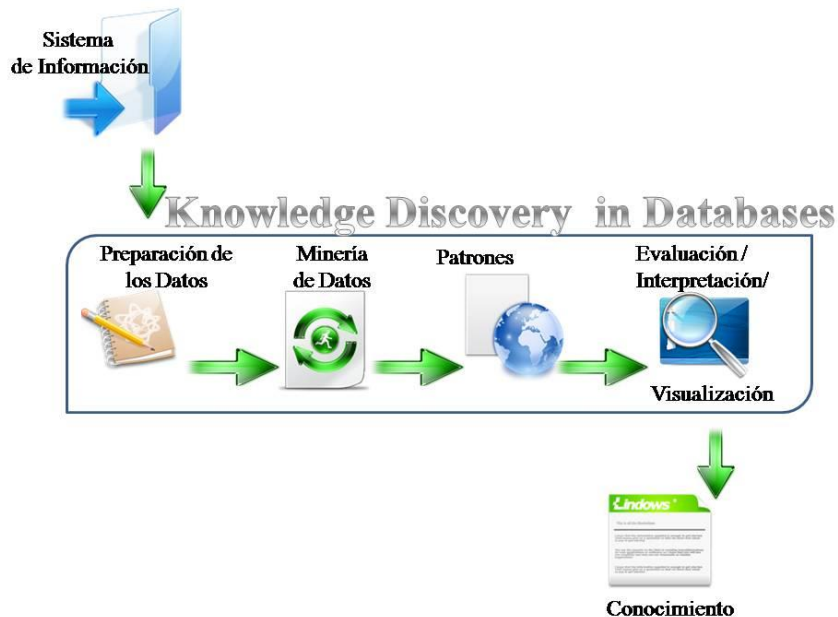 Sistema
de Información
Knowledge Discovery in Databases
Preparación de
los Datos
Minería
de Datos
Patrones
Evaluación /
Interpretación/
Visualización
Lindows
Conocimiento